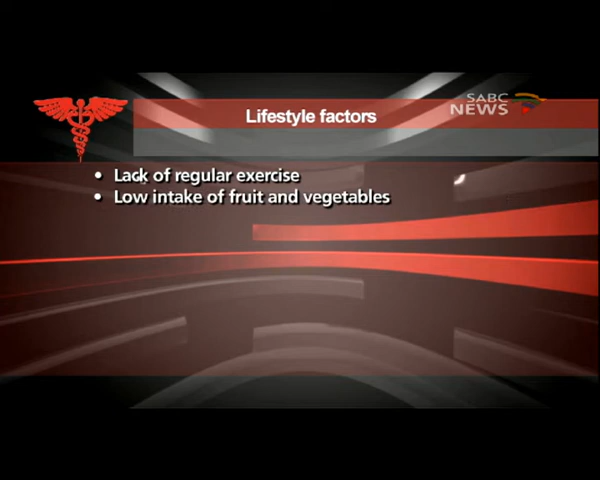 SABC
NEWS
Lifestyle factors
• Lack of regular exercise
• Low intake of fruit and vegetables